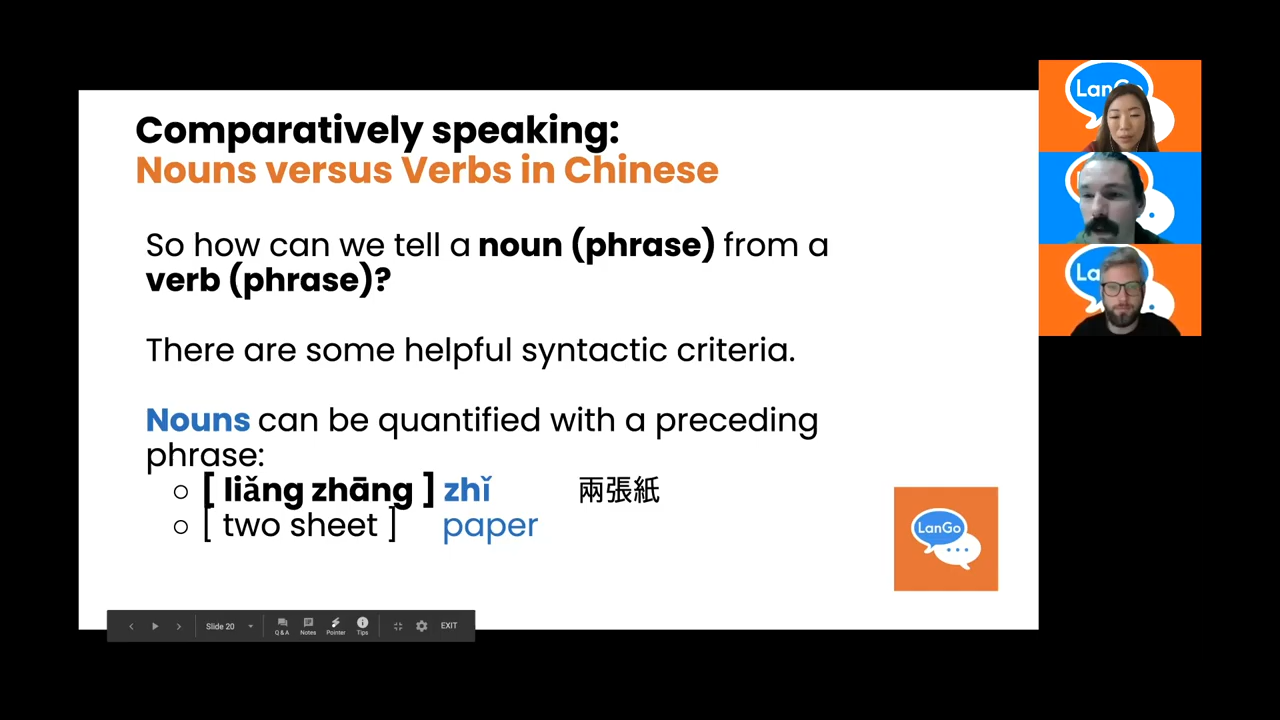 Comparatively speaking:
Nouns versus Verbs in Chinese
So how can we tell a noun (phrase) from a
verb (phrase)?
There are some helpful syntactic criteria.
Nouns can be quantified with a preceding
phrase:
○ [ liǎng zhāng ] zhǐ 兩張紙
○ [ two sheet ] paper
LanGo
Slide 20
Q&A Notes Pointer Tips EXIT
LanGo
La